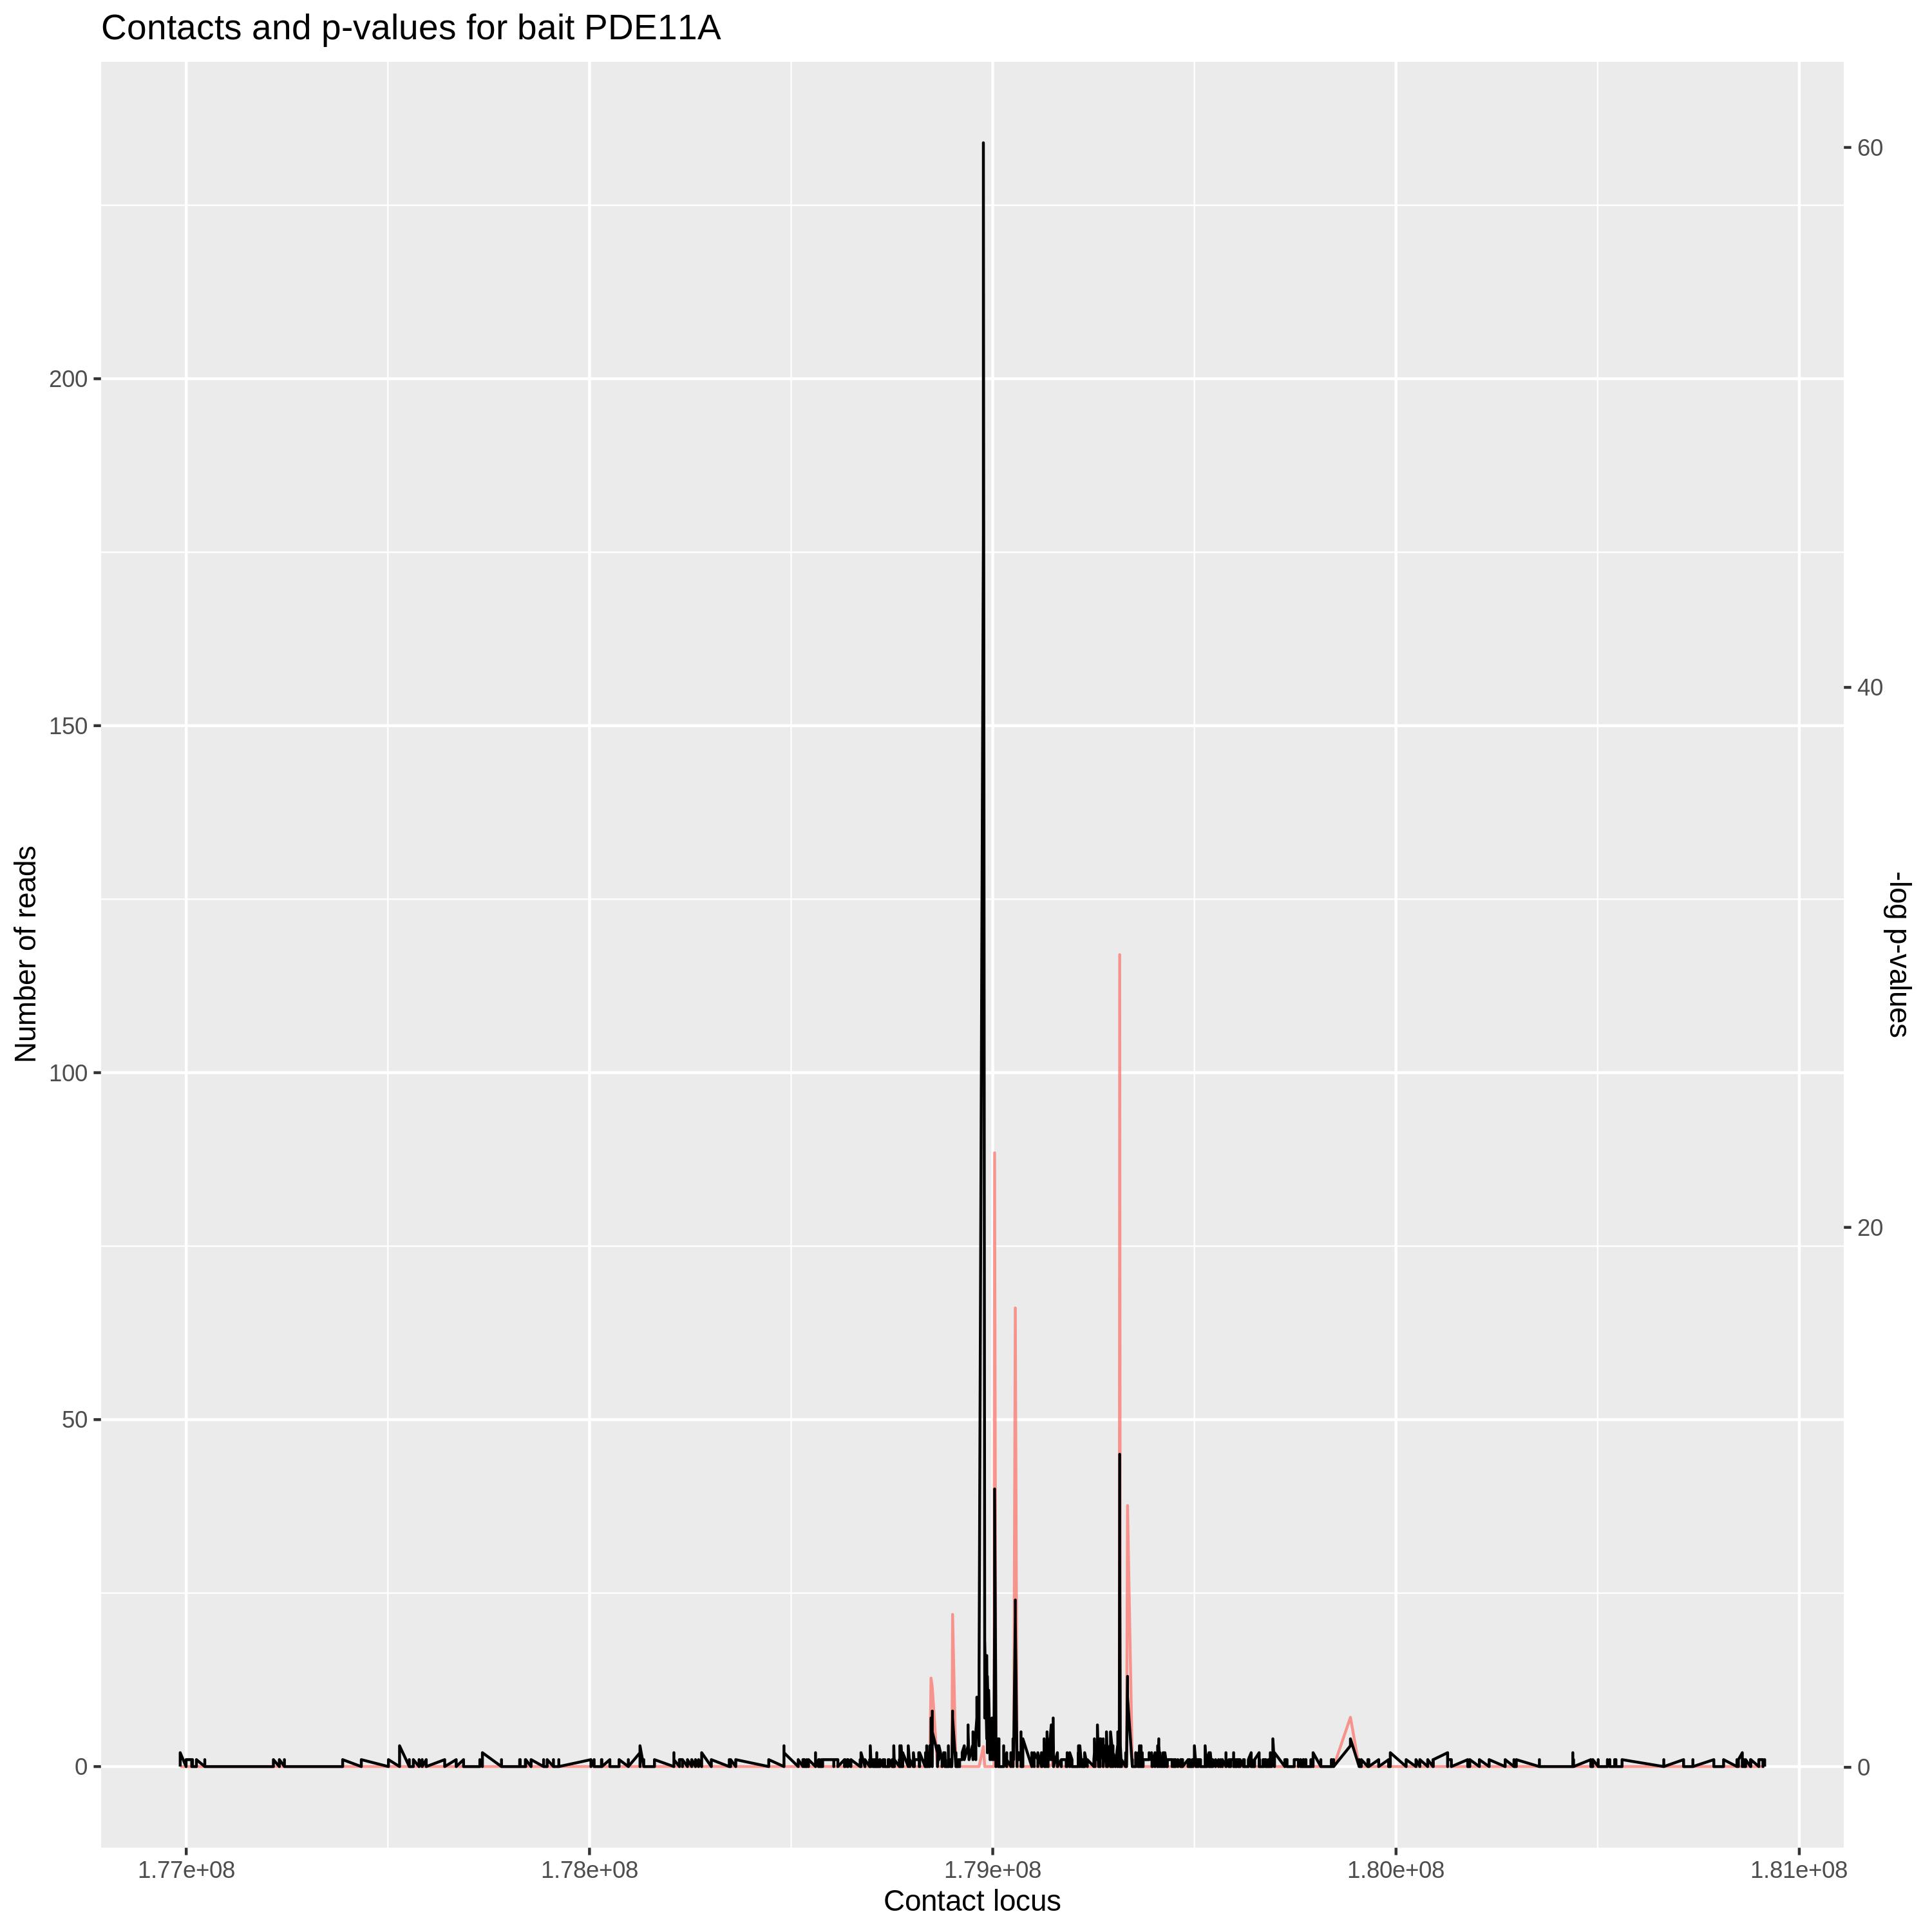 Contacts and p-values for bait PDE11A
Number of reads
200
150
100
50
0
60
40
20
0
-log p-values
1.77e+08
1.78e+08
1.79e+08
1.80e+08
1.81e+08
Contact locus